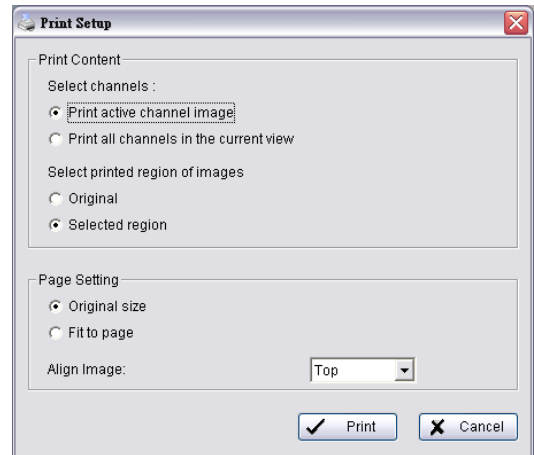 Print Setup
Print Content
Select channels :
Print active channel image
Print all channels in the current view
Select printed region of images
Original
Selected region
Page Setting
Original size
Fit to page
Align Image: Top
Print Cancel